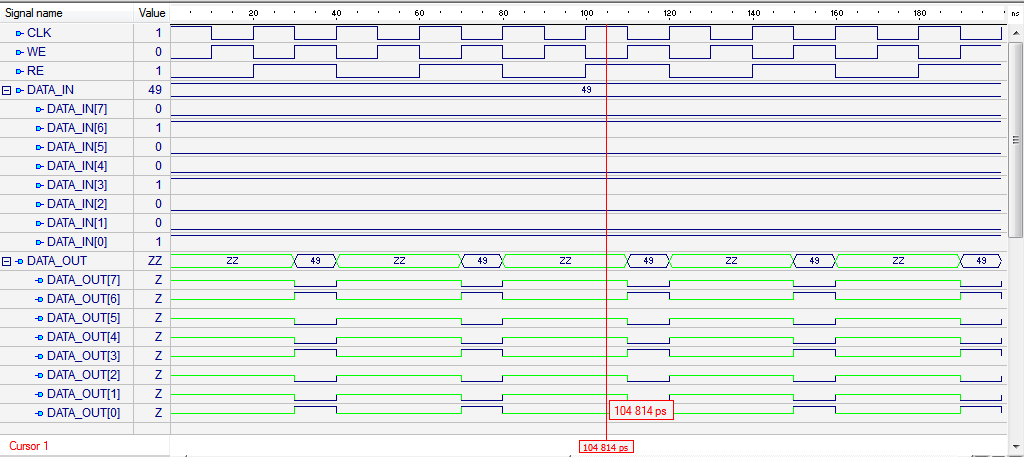 Signal name Value 20 40 60 80 100 120 140 160 180 ns
CLK 1
WE 0
RE 1
DATA_IN 49 49
DATA_IN[7] 0
DATA_IN[6] 1
DATA_IN[5] 0
DATA_IN[4] 0
DATA_IN[3] 1
DATA_IN[2] 0
DATA_IN[1] 0
DATA_IN[0] 1
DATA_OUT ZZ ZZ 49 ZZ 49 ZZ 49 ZZ 49 ZZ 49
DATA_OUT[7] Z
DATA_OUT[6] Z
DATA_OUT[5] Z
DATA_OUT[4] Z
DATA_OUT[3] Z
DATA_OUT[2] Z
DATA_OUT[1] Z
DATA_OUT[0] Z 104 814 ps
Cursor 1 104 814 ps